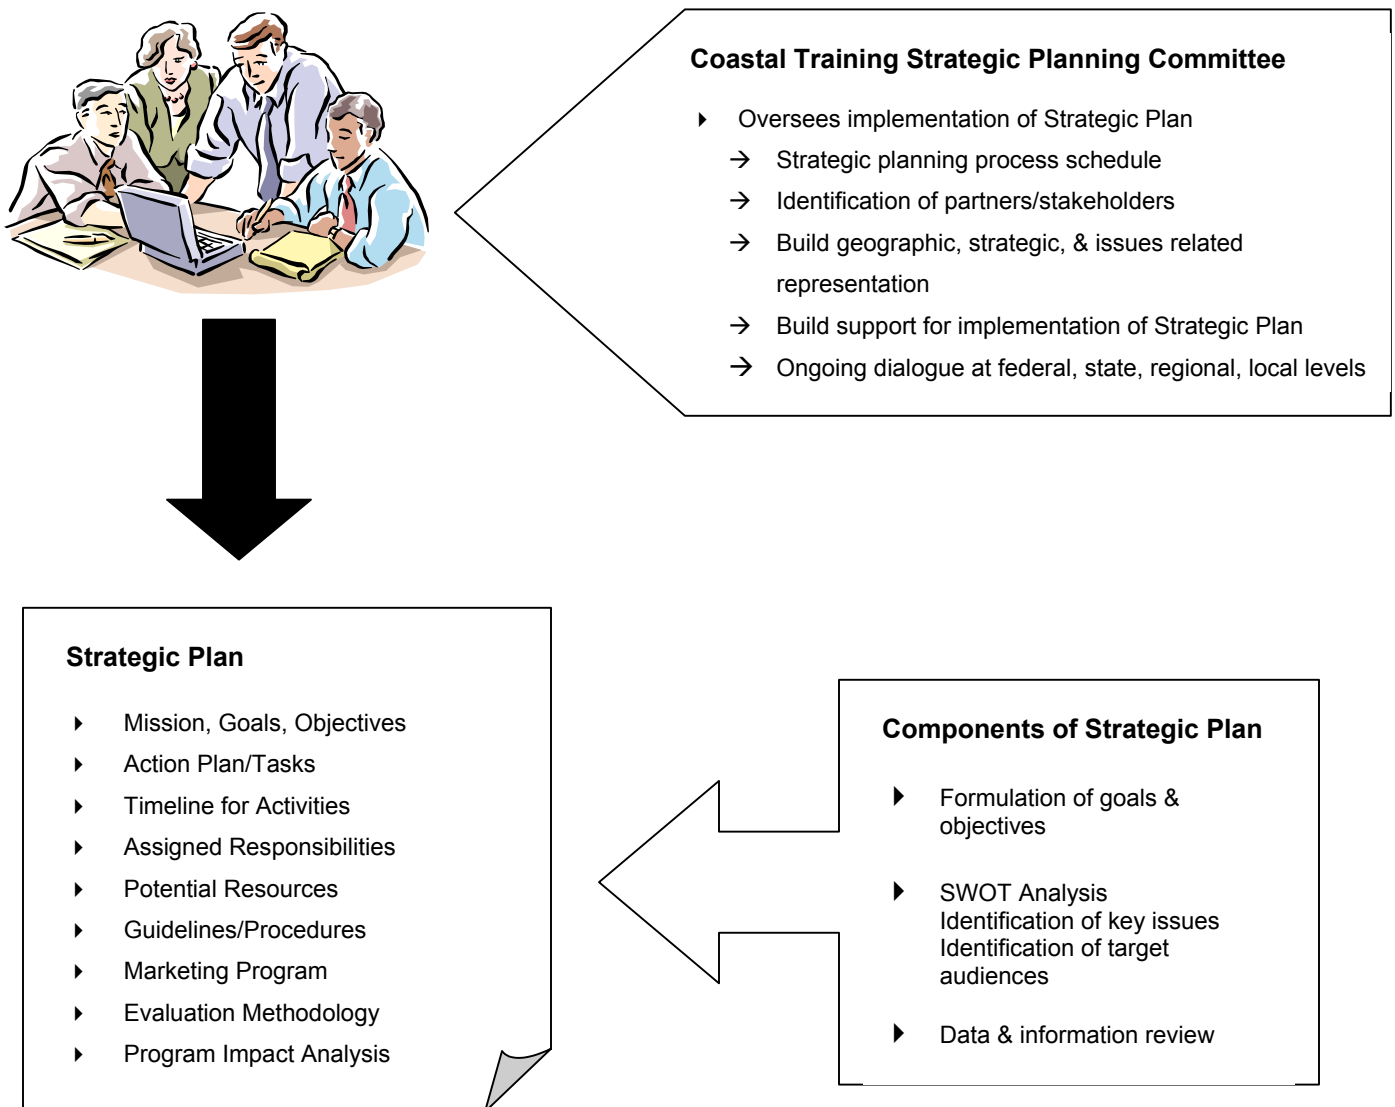 Coastal Training Strategic Planning Committee
Oversees implementation of Strategic Plan
→ Strategic planning process schedule
→ Identification of partners/stakeholders
→ Build geographic, strategic, & issues related
representation
→ Build support for implementation of Strategic Plan
→ Ongoing dialogue at federal, state, regional, local levels
Strategic Plan
Mission, Goals, Objectives
Action Plan/Tasks
Timeline for Activities
Assigned Responsibilities
Potential Resources
Guidelines/Procedures
Marketing Program
Evaluation Methodology
Program Impact Analysis
Components of Strategic Plan
Formulation of goals &
objectives
SWOT Analysis
Identification of key issues
Identification of target
audiences
Data & information review